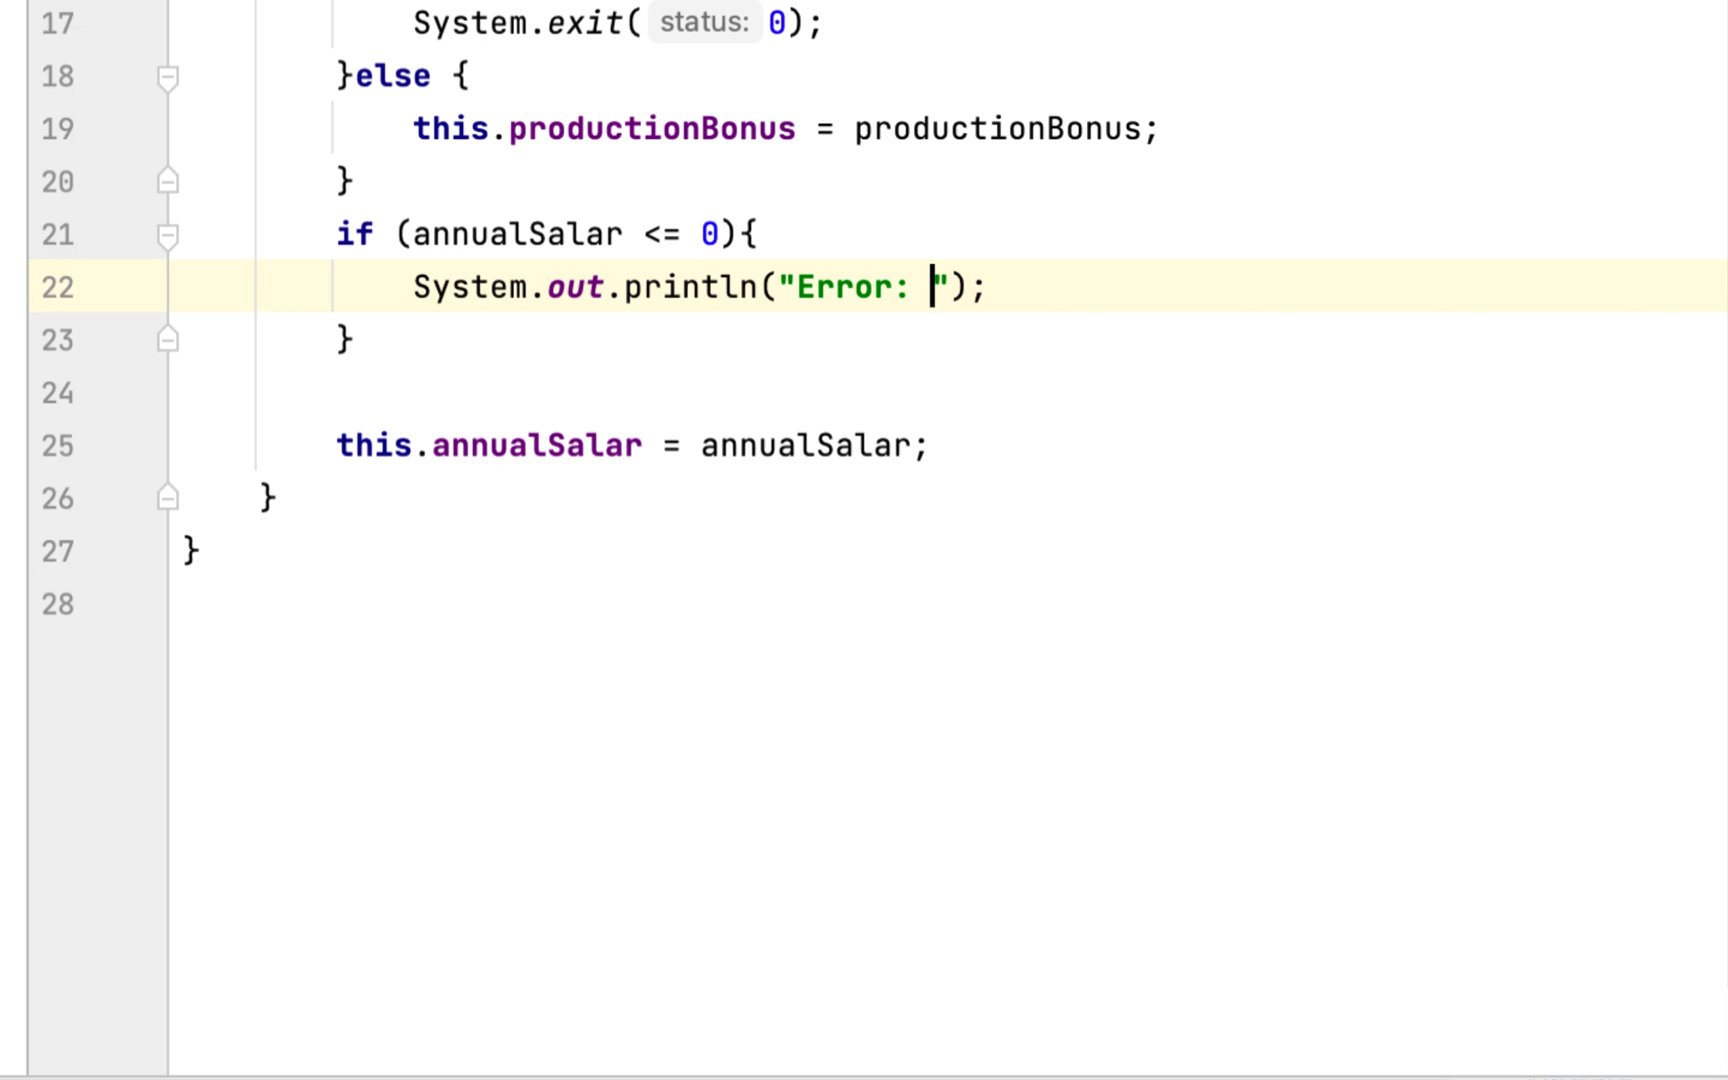 17 System.exit( status: 0);
18 }else {
19 this.productionBonus = productionBonus;
20 }
21 if (annualSalar <= 0){
22 System.out.println("Error: ");
23 }
24
25 this.annualSalar = annualSalar;
26 }
27 }
28